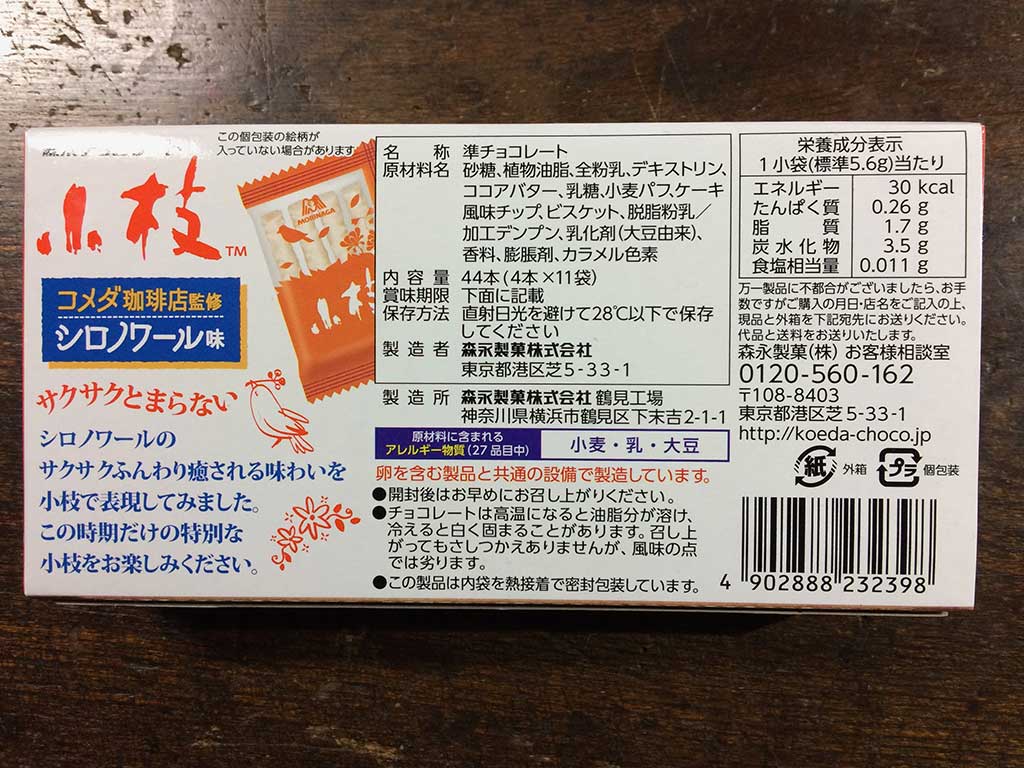 この個包装の絵柄が
入っていない場合があります。
小枝™
コメダ珈琲店監修
シロノワール味
サクサクとまらない
シロノワールの
サクサクふんわり癒される味わいを
小枝で表現してみました。
この時期だけの特別な
小枝をお楽しみください。
MORINAGA
小枝
名称 準チョコレート
原材料名 砂糖、植物油脂、全粉乳、デキストリン、
ココアバター、乳糖、小麦パフ、ケーキ
風味チップ、ビスケット、脱脂粉乳／
加工デンプン、乳化剤(大豆由来)、
香料、膨脹剤、カラメル色素
内容量 44本(4本×11袋)
賞味期限 下面に記載
保存方法 直射日光を避けて28℃以下で保存
してください
製造者 森永製菓株式会社
東京都港区芝5-33-1
製造所 森永製菓株式会社 鶴見工場
神奈川県横浜市鶴見区下末吉2-1-1
原材料に含まれる
アレルギー物質(27品目中)
小麦・乳・大豆
卵を含む製品と共通の設備で製造しています。
●開封後はお早めにお召し上がりください。
●チョコレートは高温になると油脂分が溶け、
冷えると白く固まることがあります。召し上
がってもさしつかえありませんが、風味の点
では劣ります。
●この製品は内袋を熱接着で密封包装しています。
栄養成分表示
1小袋(標準5.6g)当たり
エネルギー 30 kcal
たんぱく質 0.26 g
脂質 1.7 g
炭水化物 3.5 g
食塩相当量 0.011 g
万一製品に不都合がございましたら、お手
数ですがご購入の月日・店名をご記入の上、
現品と外箱を下記宛先にお送りください。
代品と送料をお送りいたします。
森永製菓(株) お客様相談室
0120-560-162
〒108-8403
東京都港区芝5-33-1
http://koeda-choco.jp
紙 外箱 プラ 個包装
4 902888 232398